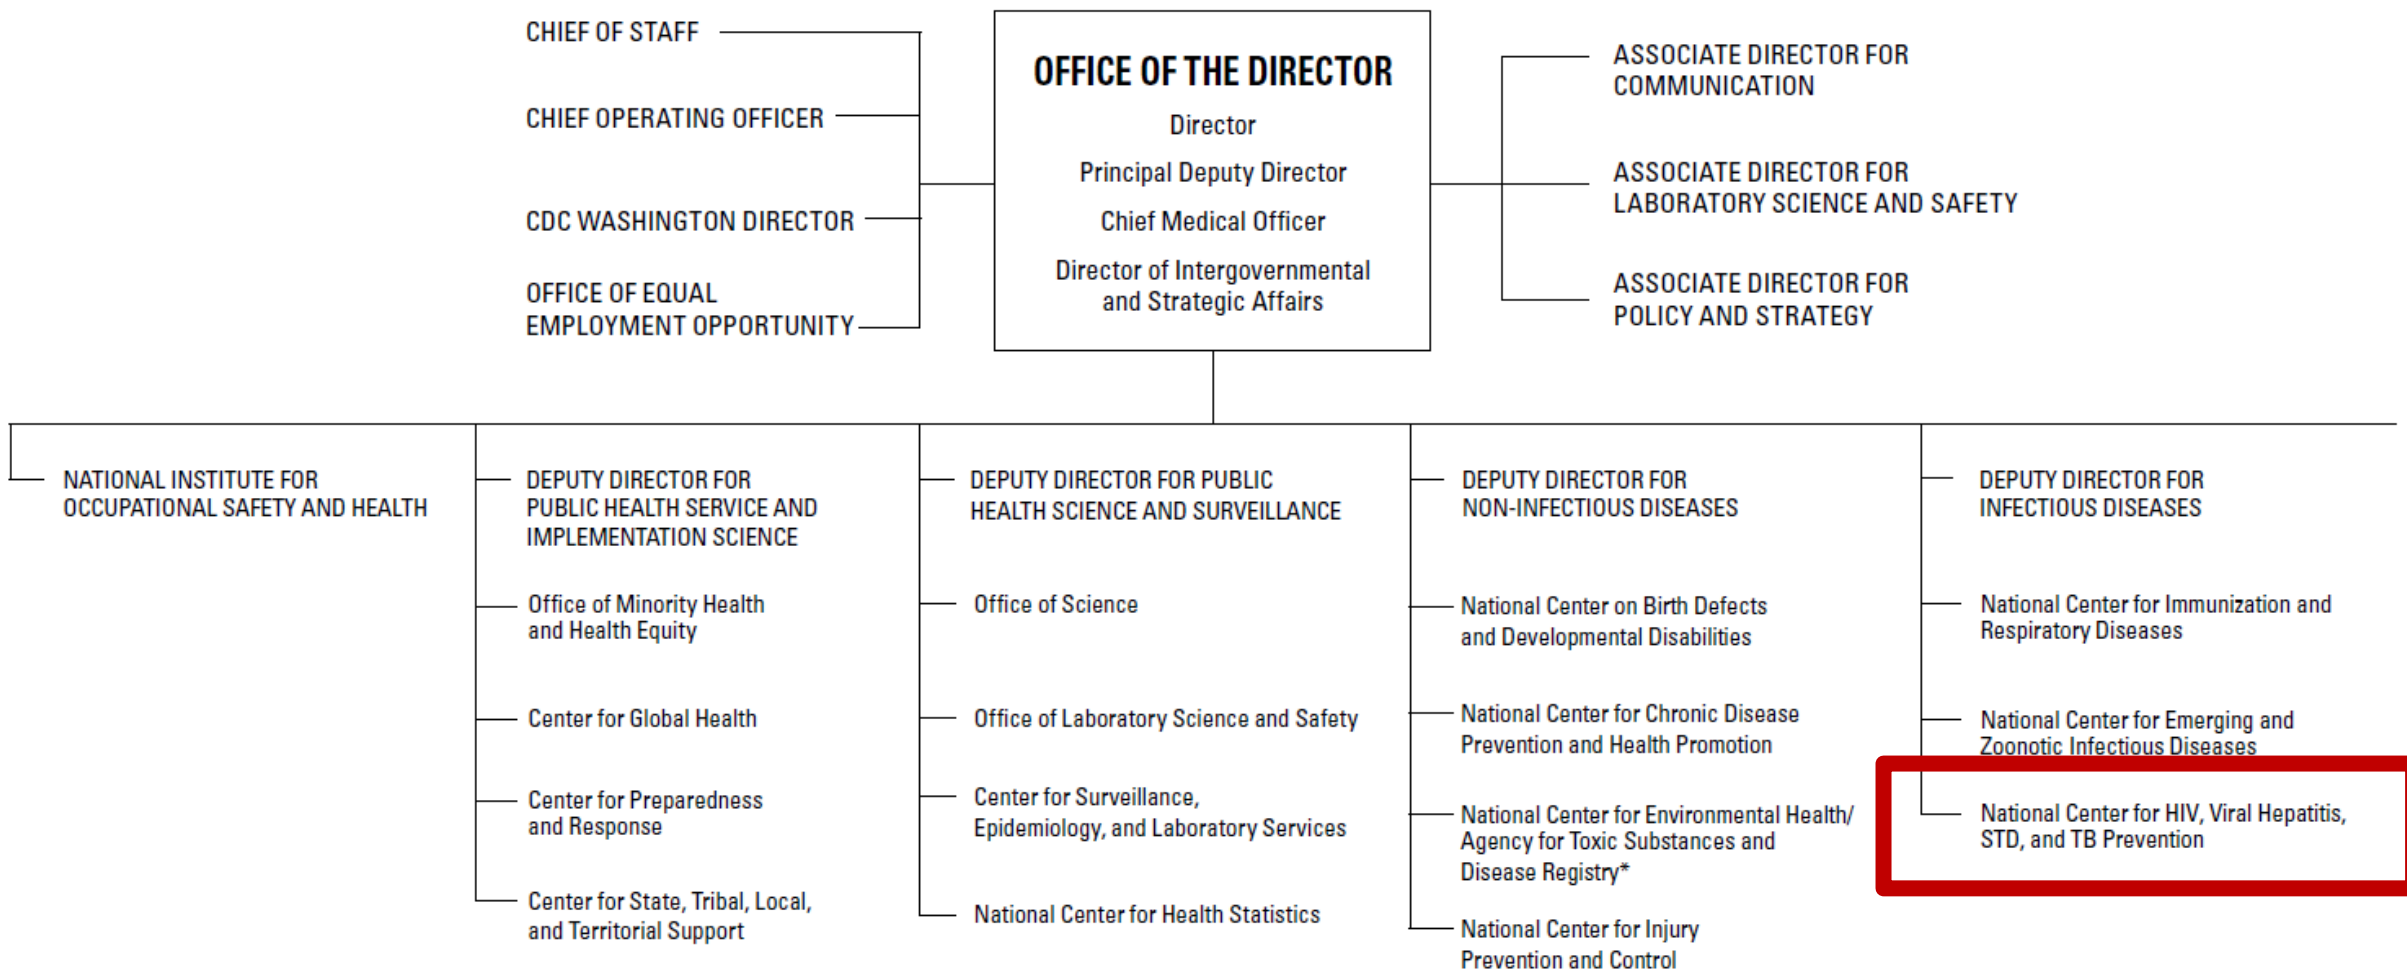 CHIEF OF STAFF
CHIEF OPERATING OFFICER
CDC WASHINGTON DIRECTOR
OFFICE OF EQUAL
EMPLOYMENT OPPORTUNITY
OFFICE OF THE DIRECTOR
Director
Principal Deputy Director
Chief Medical Officer
Director of Intergovernmental
and Strategic Affairs
ASSOCIATE DIRECTOR FOR
COMMUNICATION
ASSOCIATE DIRECTOR FOR
LABORATORY SCIENCE AND SAFETY
ASSOCIATE DIRECTOR FOR
POLICY AND STRATEGY
NATIONAL INSTITUTE FOR
OCCUPATIONAL SAFETY AND HEALTH
DEPUTY DIRECTOR FOR
PUBLIC HEALTH SERVICE AND
IMPLEMENTATION SCIENCE
Office of Minority Health
and Health Equity
Center for Global Health
Center for Preparedness
and Response
Center for State, Tribal, Local,
and Territorial Support
DEPUTY DIRECTOR FOR PUBLIC
HEALTH SCIENCE AND SURVEILLANCE
Office of Science
Office of Laboratory Science and Safety
Center for Surveillance,
Epidemiology, and Laboratory Services
National Center for Health Statistics
DEPUTY DIRECTOR FOR
NON-INFECTIOUS DISEASES
National Center on Birth Defects
and Developmental Disabilities
National Center for Chronic Disease
Prevention and Health Promotion
National Center for Environmental Health/
Agency for Toxic Substances and
Disease Registry*
National Center for Injury
Prevention and Control
DEPUTY DIRECTOR FOR
INFECTIOUS DISEASES
National Center for Immunization and
Respiratory Diseases
National Center for Emerging and
Zoonotic Infectious Diseases
National Center for HIV, Viral Hepatitis,
STD, and TB Prevention